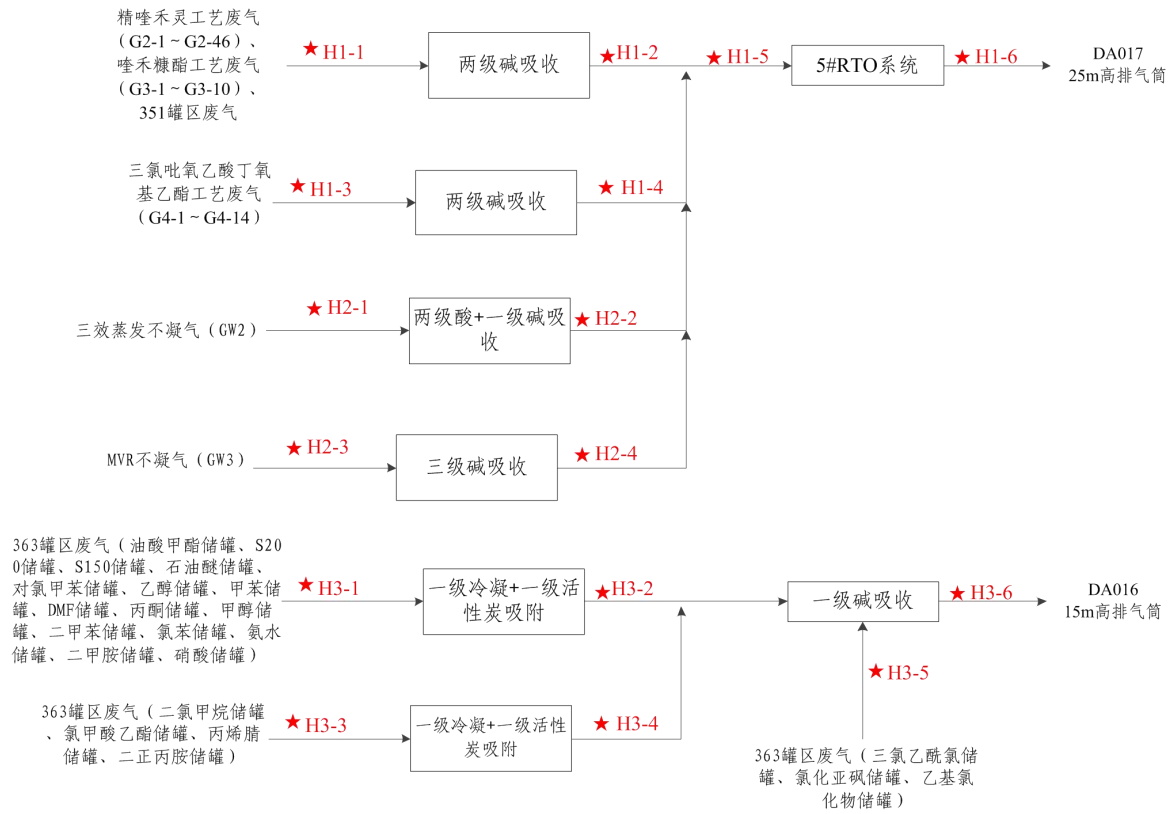 精喹禾灵工艺废气
（G2-1～G2-46）、
喹禾糠酯工艺废气
（G3-1～G3-10）、
351罐区废气
★ H1-1
两级碱吸收
★ H1-2
★ H1-5
5#RTO系统
★ H1-6
DA017
25m高排气筒
三氯吡氧乙酸丁氧
基乙酯工艺废气
（G4-1～G4-14）
★ H1-3
两级碱吸收
★ H1-4
三效蒸发不凝气（GW2）
★ H2-1
两级酸+一级碱吸
收
★ H2-2
MVR不凝气（GW3）
★ H2-3
三级碱吸收
★ H2-4
363罐区废气（油酸甲酯储罐、S20
0储罐、S150储罐、石油醚储罐、
对氯甲苯储罐、乙醇储罐、甲苯储
罐、DMF储罐、丙酮储罐、甲醇储
罐、二甲苯储罐、氯苯储罐、氨水
储罐、二甲胺储罐、硝酸储罐）
★ H3-1
一级冷凝+一级活
性炭吸附
★ H3-2
一级碱吸收
★ H3-6
DA016
15m高排气筒
363罐区废气（二氯甲烷储罐
、氯甲酸乙酯储罐、丙烯腈
储罐、二正丙胺储罐）
★ H3-3
一级冷凝+一级活性
炭吸附
★ H3-4
★ H3-5
363罐区废气（三氯乙酰氯储
罐、氯化亚砜储罐、乙基氯
化物储罐）